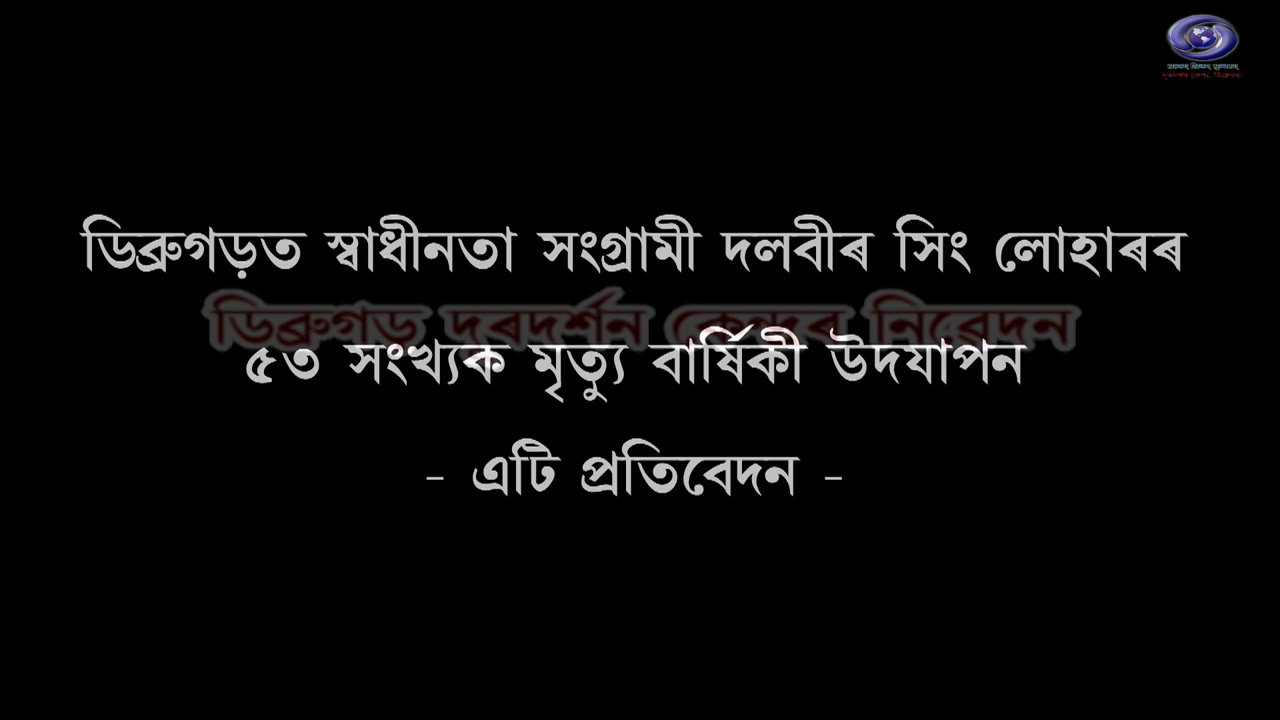 ডিব্ৰুগড়ত স্বাধীনতা সংগ্ৰামী দলবীৰ সিং লোহাৰৰ
ডিব্ৰুগড় দূৰদৰ্শন কেন্দ্ৰৰ নিৱেদন
৫৩ সংখ্যক মৃত্যু বাৰ্ষিকী উদযাপন
- এটি প্ৰতিবেদন -